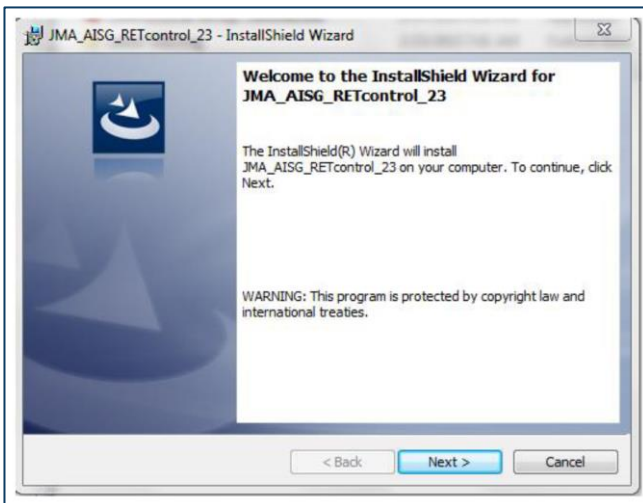 JMA_AISG_RETcontrol_23 - InstallShield Wizard
Welcome to the InstallShield Wizard for
JMA_AISG_RETcontrol_23
The InstallShield(R) Wizard will install
JMA_AISG_RETcontrol_23 on your computer. To continue, click
Next.
WARNING: This program is protected by copyright law and
international treaties.
< Back Next > Cancel